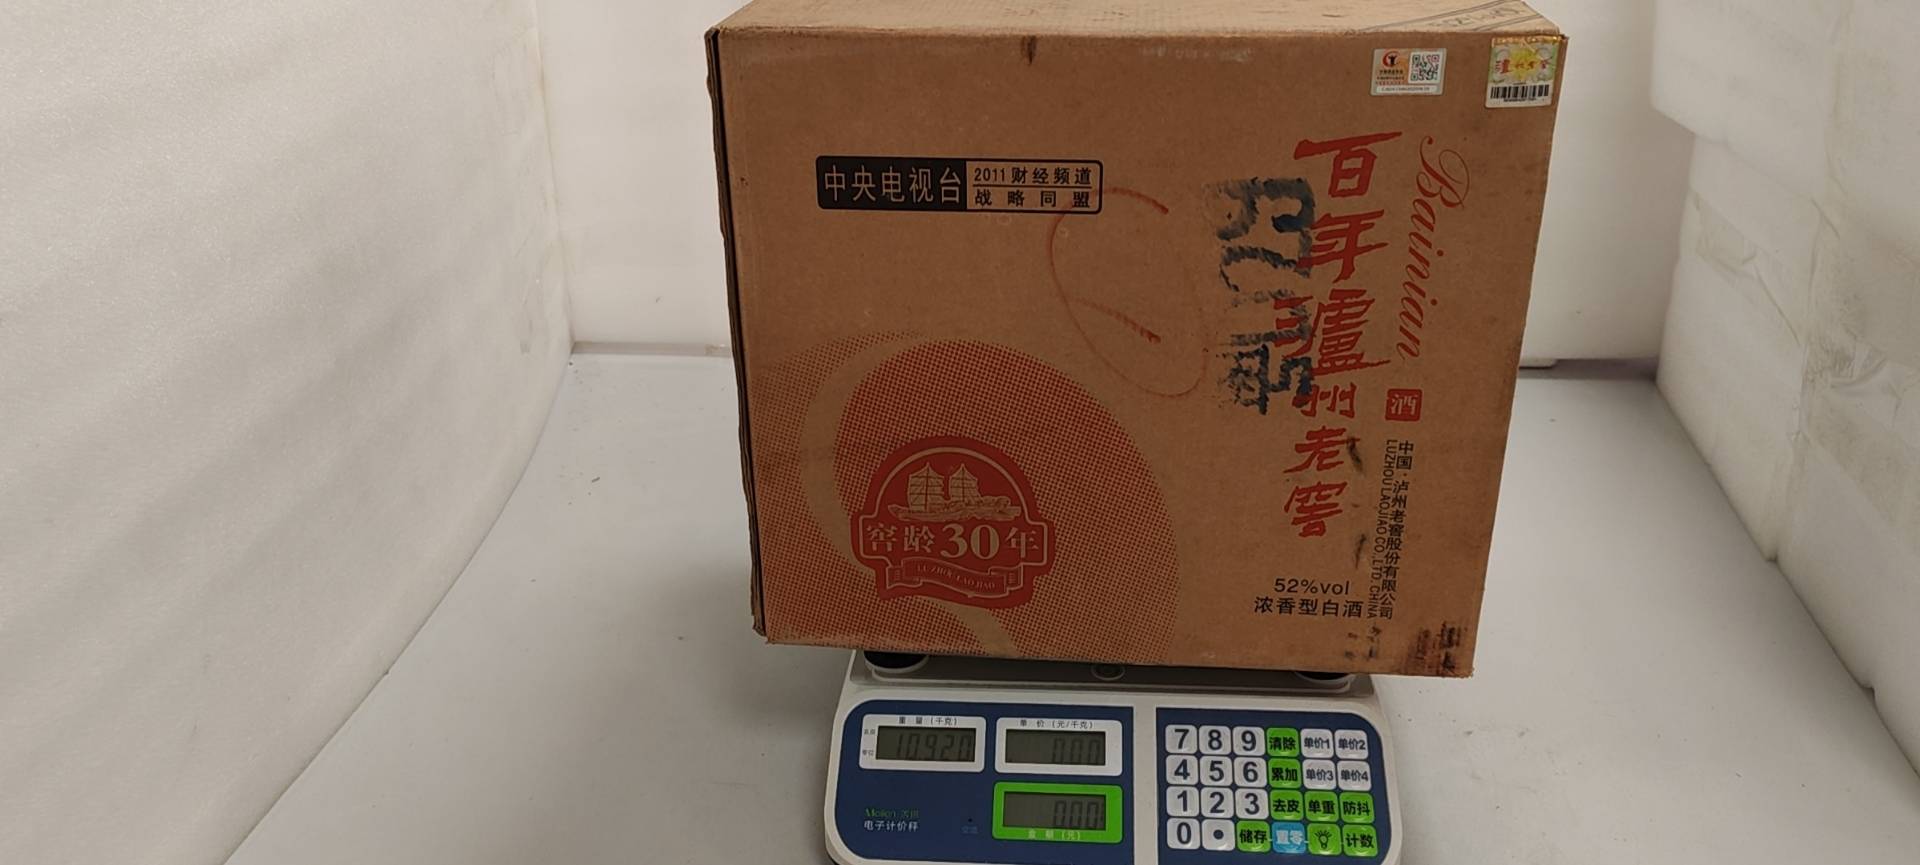 中央电视台
2011财经频道
战略同盟
Bainian
百年瀘州老窖
酒
中国·泸州老窖股份有限公司
LUZHOU LAOJIAO CO.,LTD.CHINA
窖龄30年
LUZHOU LAOJIAO
52%vol
浓香型白酒
重量(千克)
单价(元/千克)
10.920
0.00
0.00
金额(元)
电子计价秤
7 8 9 清除 单价1 单价2
4 5 6 累加 单价3 单价4
1 2 3 去皮 单重 防抖
0 • 储存 置零 计数